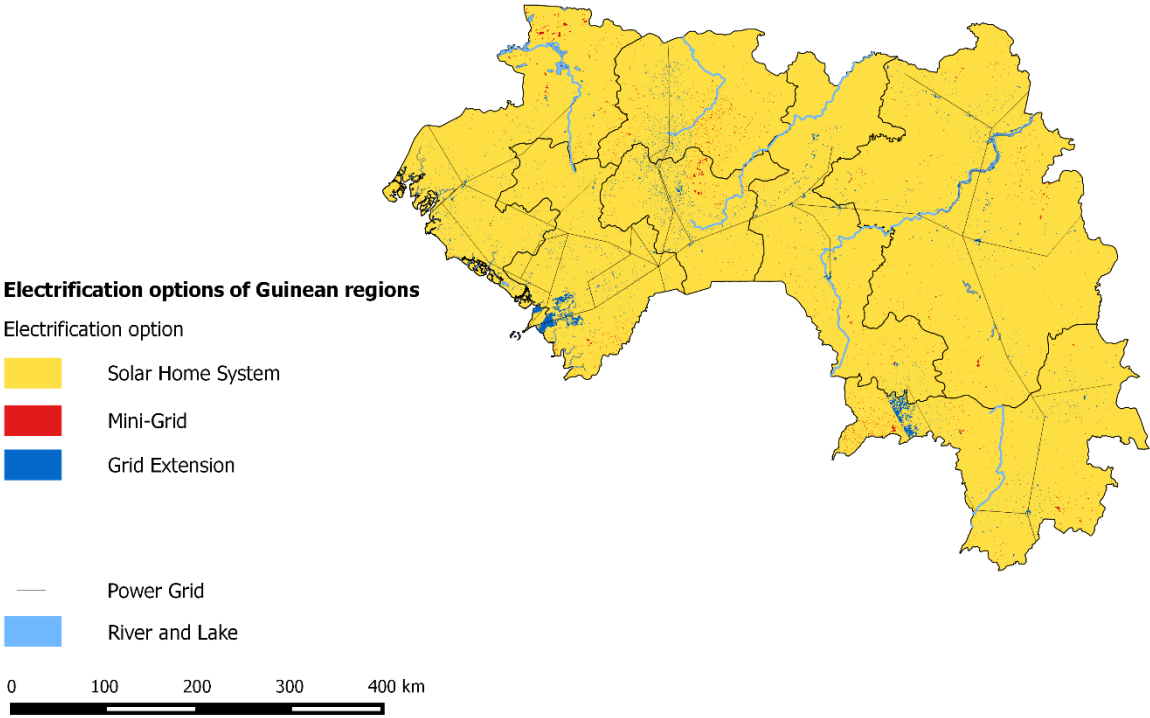 Electrification options of Guinean regions
Electrification option
Solar Home System
Mini-Grid
Grid Extension
Power Grid
River and Lake
0 100 200 300 400 km